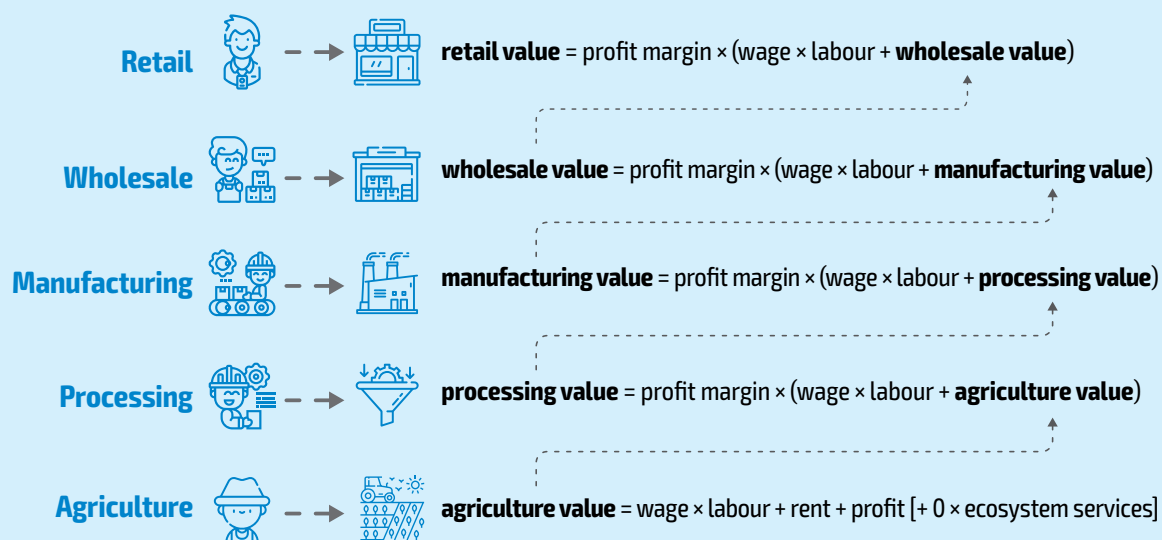 Retail
retail value = profit margin × (wage × labour + wholesale value)
Wholesale
wholesale value = profit margin × (wage × labour + manufacturing value)
Manufacturing
manufacturing value = profit margin × (wage × labour + processing value)
Processing
processing value = profit margin × (wage × labour + agriculture value)
Agriculture
agriculture value = wage × labour + rent + profit [+ 0 × ecosystem services]